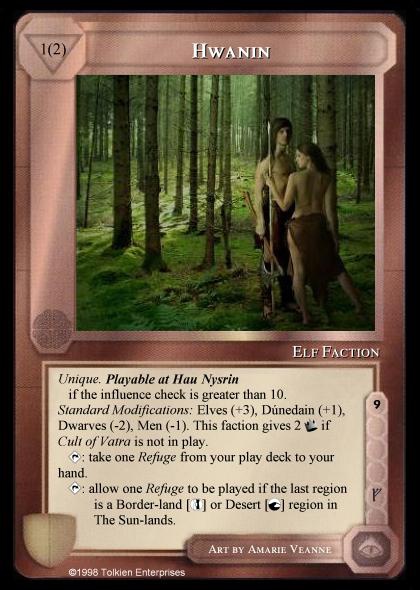 1(2)
HWANIN
ELF FACTION
Unique. Playable at Hau Nysrin
if the influence check is greater than 10.
Standard Modifications: Elves (+3), Dúnedain (+1),
Dwarves (-2), Men (-1). This faction gives 2 if
Cult of Vatra is not in play.
: take one Refuge from your play deck to your
hand.
: allow one Refuge to be played if the last region
is a Border-land [ ] or Desert [ ] region in
The Sun-lands.
9
ART BY AMARIE VEANNE
©1998 Tolkien Enterprises